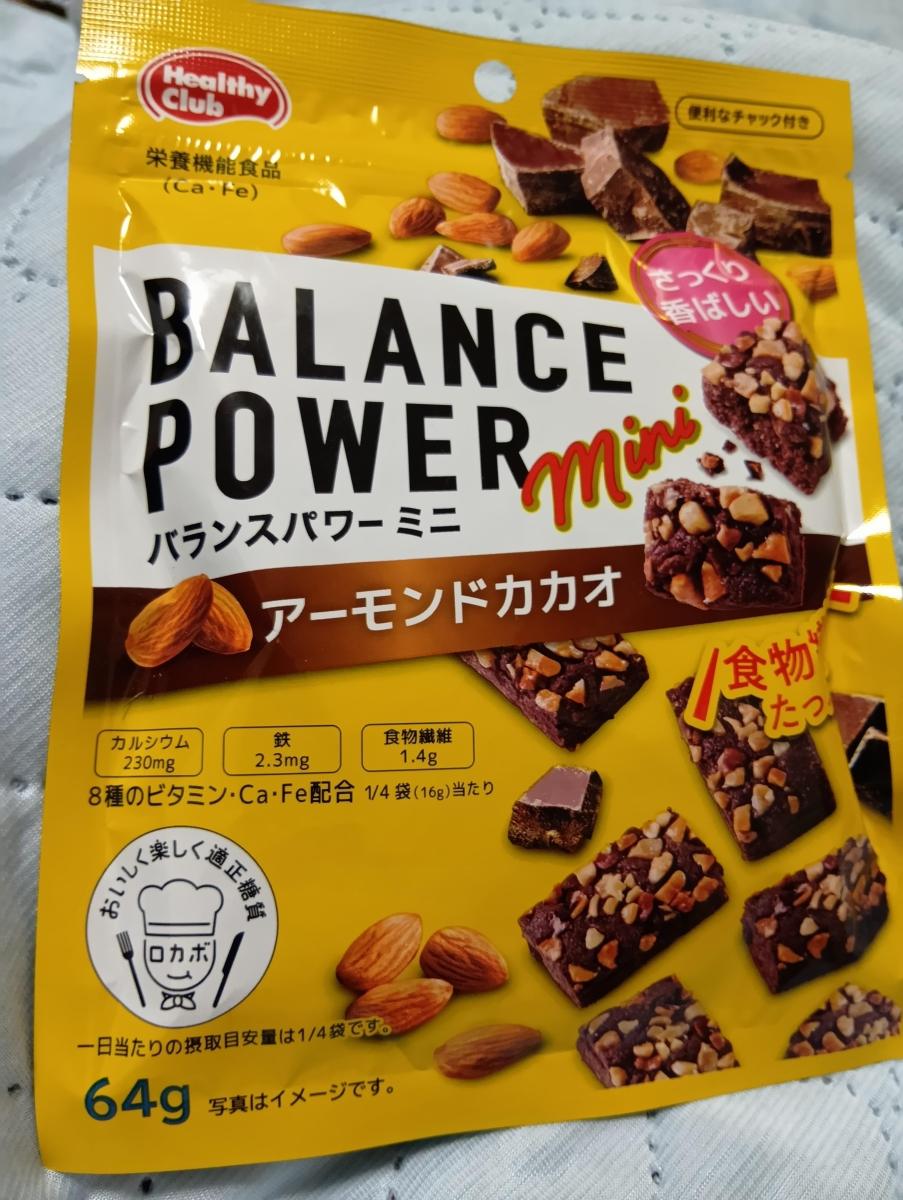 Healthy
Club
栄養機能食品
(Ca・Fe)
便利なチャック付き
さっくり
香ばしい
BALANCE
POWER
mini
バランスパワー ミニ
アーモンドカカオ
食物
たっ
カルシウム
230mg
鉄
2.3mg
食物繊維
1.4g
8種のビタミン・Ca・Fe配合 1/4 袋(16g)当たり
おいしく楽しく適正糖質
ロカボ
一日当たりの摂取目安量は1/4袋です。
64g 写真はイメージです。